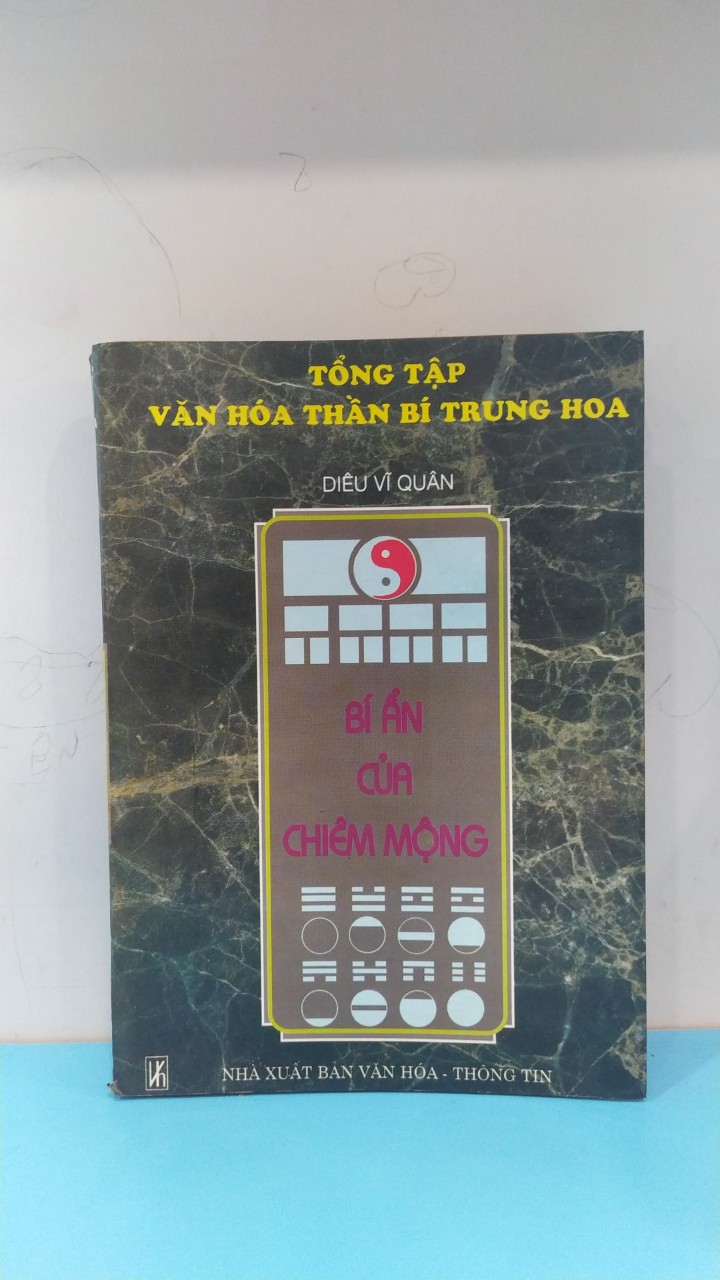 TỔNG TẬP
VĂN HÓA THẦN BÍ TRUNG HOA
DIÊU VĨ QUÂN
BÍ ẨN
CỦA
CHIÊM MỘNG
NHÀ XUẤT BẢN VĂN HÓA - THÔNG TIN